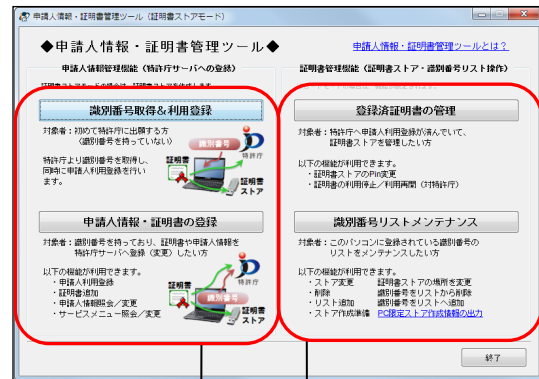 申請人情報・証明書管理ツール（証明書ストアモード）
◆申請人情報・証明書管理ツール◆
申請人情報・証明書管理ツールとは？
申請人情報管理機能（特許庁サーバへの登録）
証明書管理機能（証明書ストア・識別番号リスト操作）
識別番号取得＆利用登録
対象者：初めて特許庁に出願する方
（識別番号を持っていない）
特許庁より識別番号を取得し、
同時に申請人利用登録を行い
ます。
識別番号
特許庁
証明書
証明書
ストア
申請人情報・証明書の登録
対象者：識別番号を持っており、証明書や申請人情報を
特許庁サーバへ登録（変更）したい方
以下の機能が利用できます。
・申請人利用登録
・証明書追加
・申請人情報照会／変更
・サービスメニュー照会／変更
証明書
特許庁
識別番号
証明書
ストア
登録済証明書の管理
対象者：特許庁へ申請人利用登録が済んでいて、
証明書ストアを管理したい方
以下の機能が利用できます。
・証明書ストアのPin変更
・証明書の利用停止／利用再開（対特許庁）
識別番号リストメンテナンス
対象者：このパソコンに登録されている識別番号の
リストをメンテナンスしたい方
以下の機能が利用できます。
・ストア変更　証明書ストアの場所を変更
・削除　識別番号をリストから削除
・リスト追加　識別番号をリストへ追加
・ストア作成準備　PC限定ストア作成情報の出力
終了